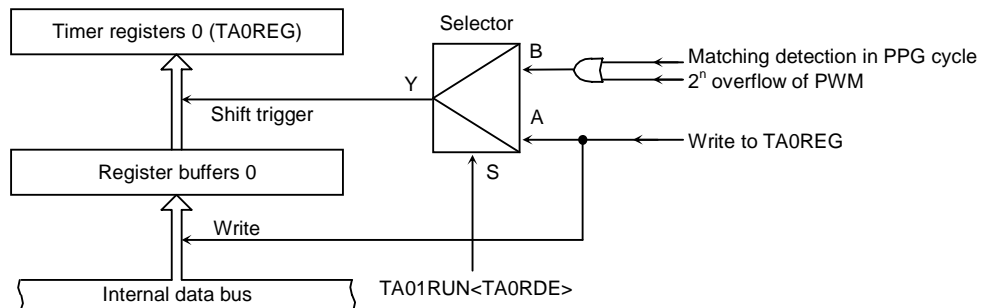 Selector
Timer registers 0 (TA0REG)
B
Matching detection in PPG cycle
2ⁿ overflow of PWM
Y
Shift trigger
A
Write to TA0REG
Register buffers 0
S
Write
TA01RUN<TA0RDE>
Internal data bus